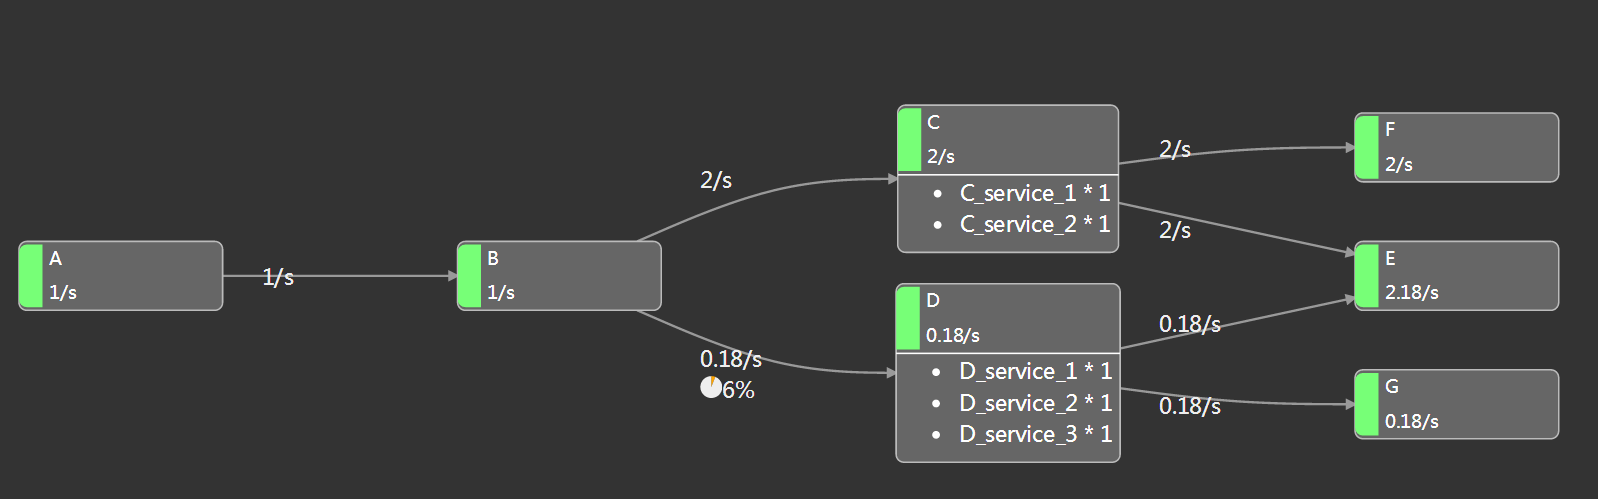 A
1/s
1/s
B
1/s
2/s
0.18/s
6%
C
2/s
C_service_1 * 1
C_service_2 * 1
D
0.18/s
D_service_1 * 1
D_service_2 * 1
D_service_3 * 1
2/s
2/s
0.18/s
0.18/s
F
2/s
E
2.18/s
G
0.18/s